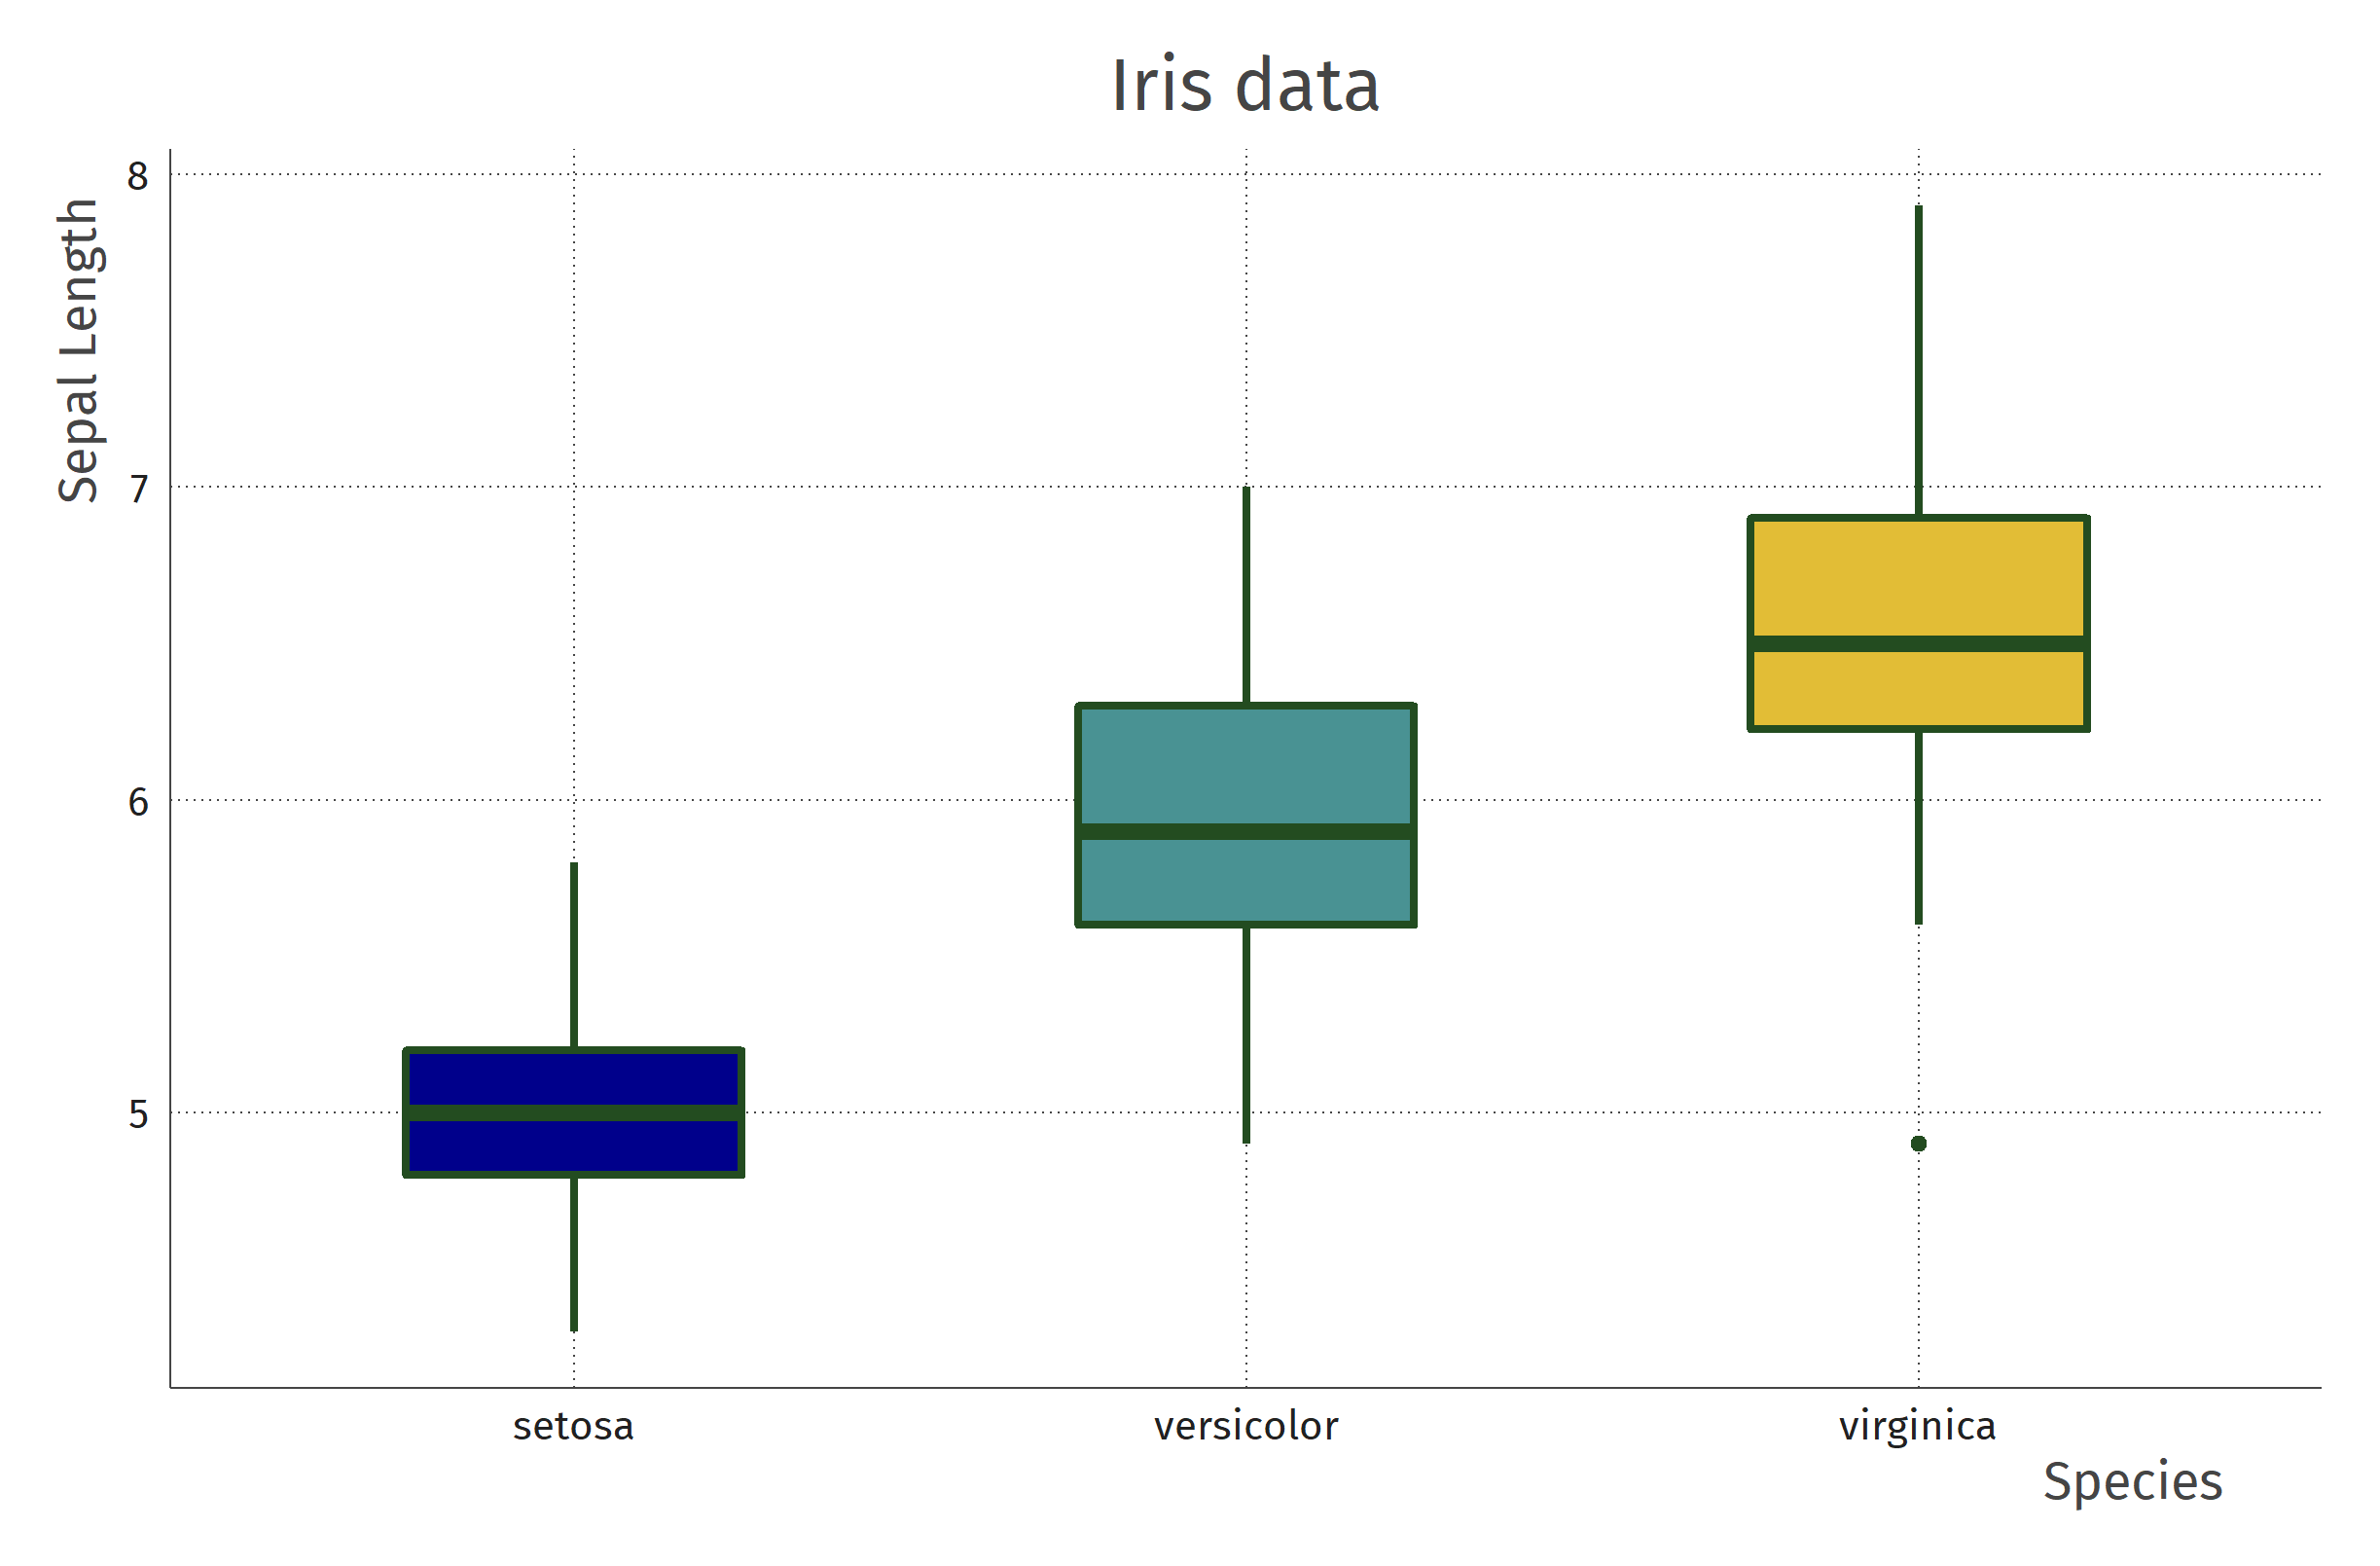 Iris data
Sepal Length
8
7
6
5
setosa versicolor virginica
Species